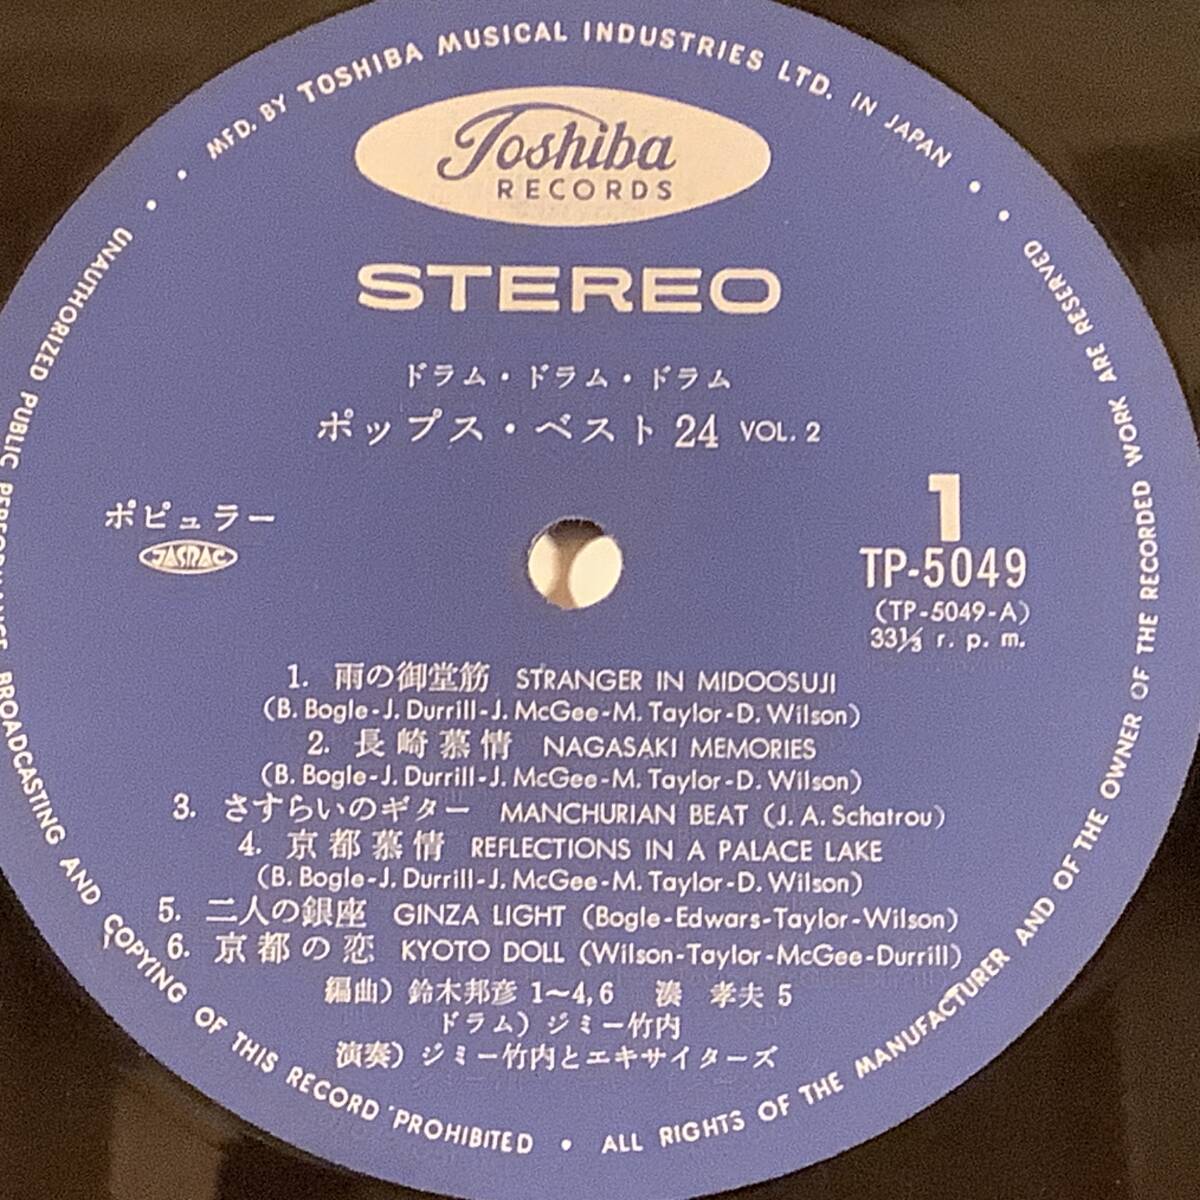 MFD. BY TOSHIBA MUSICAL INDUSTRIES LTD. IN JAPAN
Toshiba
RECORDS
STEREO
ドラム・ドラム・ドラム
ポップス・ベスト 24 VOL. 2
ポピュラー
JASRAC
1
TP-5049
(TP-5049-A)
33⅓ r. p. m.
1. 雨の御堂筋 STRANGER IN MIDOOSUJI
(B. Bogle-J. Durrill-J. McGee-M. Taylor-D. Wilson)
2. 長崎慕情 NAGASAKI MEMORIES
(B. Bogle-J. Durrill-J. McGee-M. Taylor-D. Wilson)
3. さすらいのギター MANCHURIAN BEAT (J. A. Schatrou)
4. 京都慕情 REFLECTIONS IN A PALACE LAKE
(B. Bogle-J. Durrill-J. McGee-M. Taylor-D. Wilson)
5. 二人の銀座 GINZA LIGHT (Bogle-Edwars-Taylor-Wilson)
6. 京都の恋 KYOTO DOLL (Wilson-Taylor-McGee-Durrill)
編曲) 鈴木邦彦 1〜4, 6 湊 孝夫 5
ドラム) ジミー竹内
演奏) ジミー竹内とエキサイターズ
ALL RIGHTS OF THE MANUFACTURER AND OF THE OWNER OF THE RECORDED WORK ARE RESERVED
UNAUTHORIZED PUBLIC PERFORMANCE BROADCASTING AND COPYING OF THIS RECORD PROHIBITED